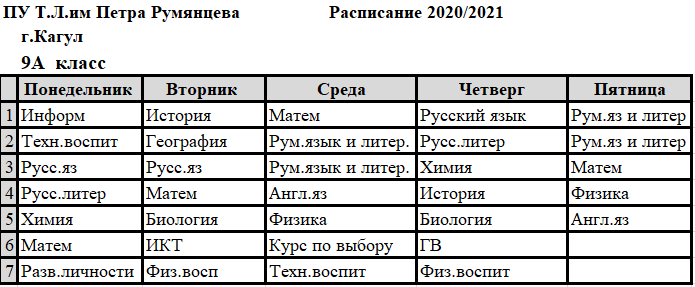 ПУ Т.Л.им Петра Румянцева Расписание 2020/2021
г.Кагул
9А класс
Понедельник Вторник Среда Четверг Пятница
1 Информ История Матем Русский язык Рум.яз и литер
2 Техн.воспит География Рум.язык и литер. Русс.литер Рум.яз и литер
3 Русс.яз Русс.яз Рум.язык и литер. Химия Матем
4 Русс.литер Матем Англ.яз История Физика
5 Химия Биология Физика Биология Англ.яз
6 Матем ИКТ Курс по выбору ГВ
7 Разв.личности Физ.восп Техн.воспит Физ.воспит